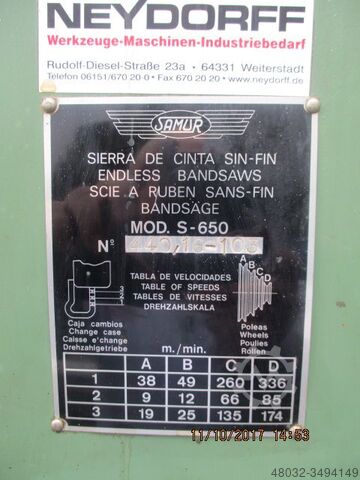 NEYDORFF
Werkzeuge-Maschinen-Industriebedarf
Rudolf-Diesel-Straße 23a • 64331 Weiterstadt
Telefon 06151/670 20-0 • Fax 670 20 20 • www.neydorff.de
SAMUR
SIERRA DE CINTA SIN-FIN
ENDLESS BANDSAWS
SCIE A RUBEN SANS-FIN
BANDSÄGE
MOD. S-650
Nº 440,15-103
TABLA DE VELOCIDADES
TABLE OF SPEEDS
TABLES DE VITESSES
DREHZAHLSKALA
A B C D
Caja cambios
Change case
Caisse e'change
Drehzahlgetriebe
m./min.
Poleas
Wheels
Poulies
Rollen
A B C D
1 38 49 260 336
2 9 12 66 85
3 19 25 135 174
11/10/2017 14:53
48032-3494149